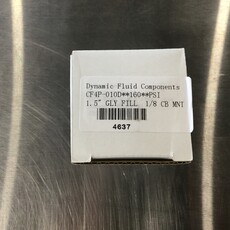 Dynamic Fluid Components
CF4P-010D**160**PSI
1.5" GLY FILL 1/8 CB MNT
4637